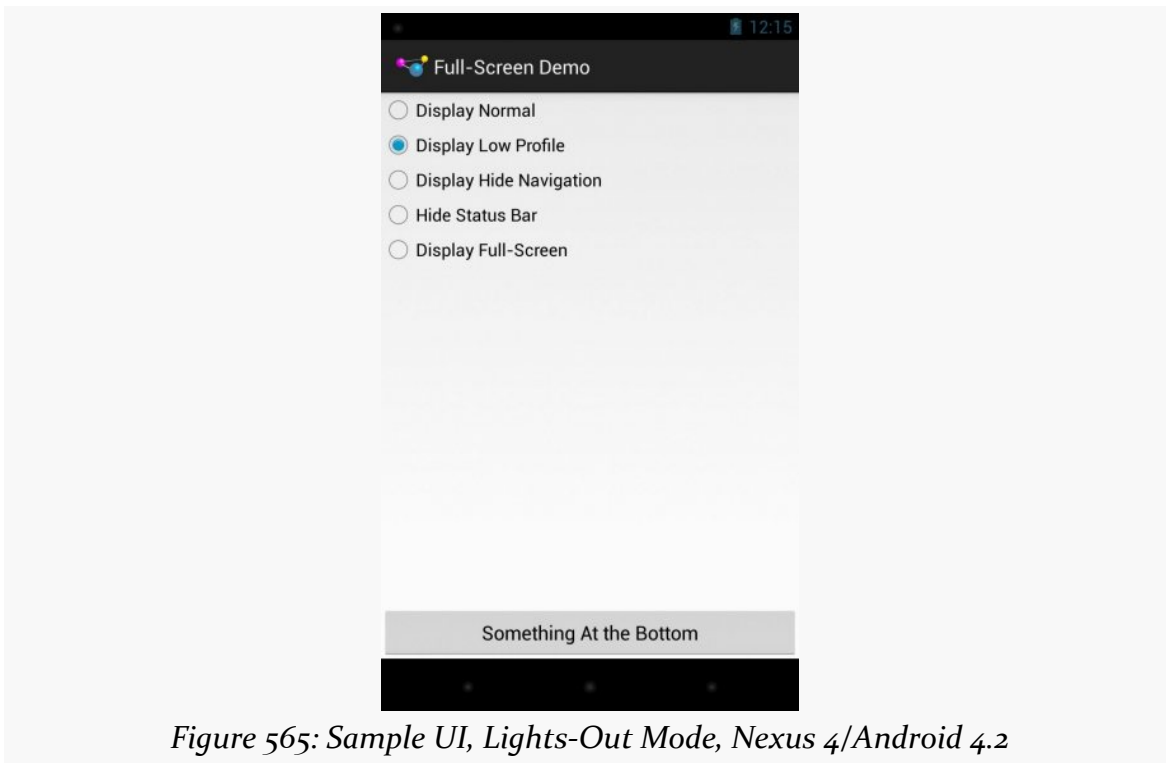 12:15
Full-Screen Demo
Display Normal
Display Low Profile
Display Hide Navigation
Hide Status Bar
Display Full-Screen
Something At the Bottom
Figure 565: Sample UI, Lights-Out Mode, Nexus 4/Android 4.2